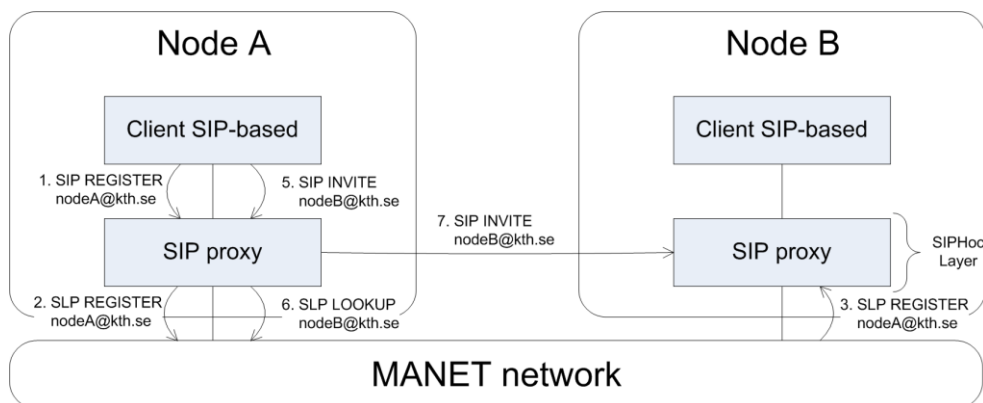 Node A
Node B
Client SIP-based
Client SIP-based
1. SIP REGISTER
nodeA@kth.se
5. SIP INVITE
nodeB@kth.se
7. SIP INVITE
nodeB@kth.se
SIP proxy
SIP proxy
SIPHoc
Layer
2. SLP REGISTER
nodeA@kth.se
6. SLP LOOKUP
nodeB@kth.se
3. SLP REGISTER
nodeA@kth.se
MANET network